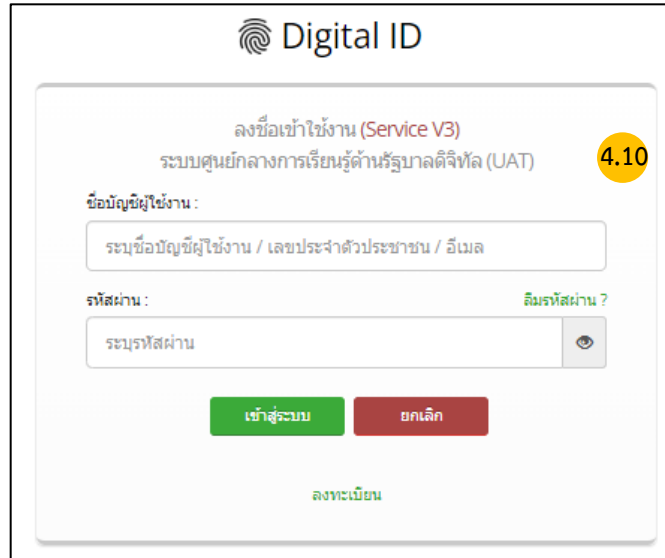 Digital ID
ลงชื่อเข้าใช้งาน (Service V3)
ระบบศูนย์กลางการเรียนรู้ด้านรัฐบาลดิจิทัล (UAT)
4.10
ชื่อบัญชีผู้ใช้งาน :
ระบุชื่อบัญชีผู้ใช้งาน / เลขประจำตัวประชาชน / อีเมล
รหัสผ่าน :
ลืมรหัสผ่าน ?
ระบุรหัสผ่าน
เข้าสู่ระบบ
ยกเลิก
ลงทะเบียน